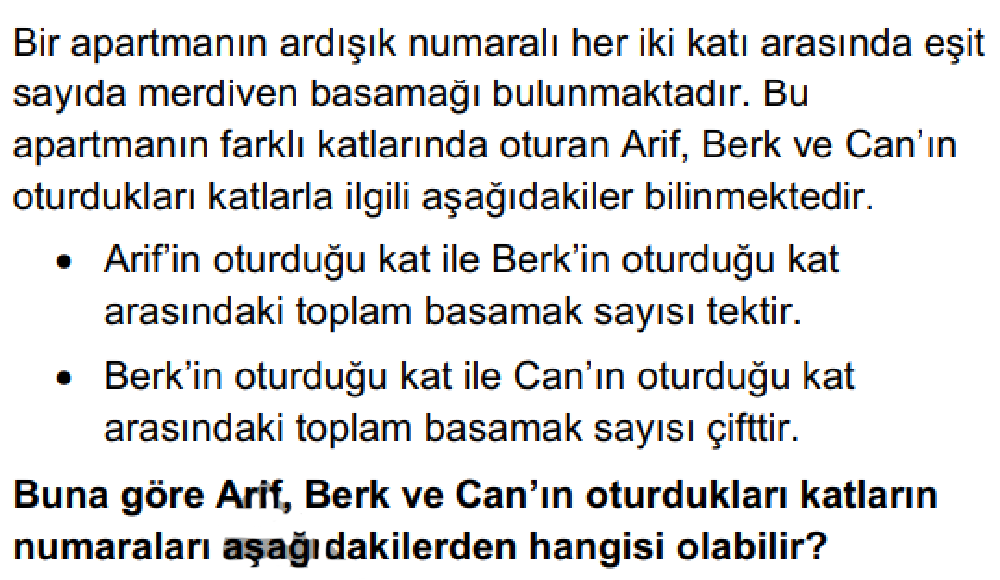 Bir apartmanın ardışık numaralı her iki katı arasında eşit
sayıda merdiven basamağı bulunmaktadır. Bu
apartmanın farklı katlarında oturan Arif, Berk ve Can’ın
oturdukları katlarla ilgili aşağıdakiler bilinmektedir.
• Arif’in oturduğu kat ile Berk’in oturduğu kat
arasındaki toplam basamak sayısı tektir.
• Berk’in oturduğu kat ile Can’ın oturduğu kat
arasındaki toplam basamak sayısı çifttir.
Buna göre Arif, Berk ve Can’ın oturdukları katların
numaraları aşağıdakilerden hangisi olabilir?